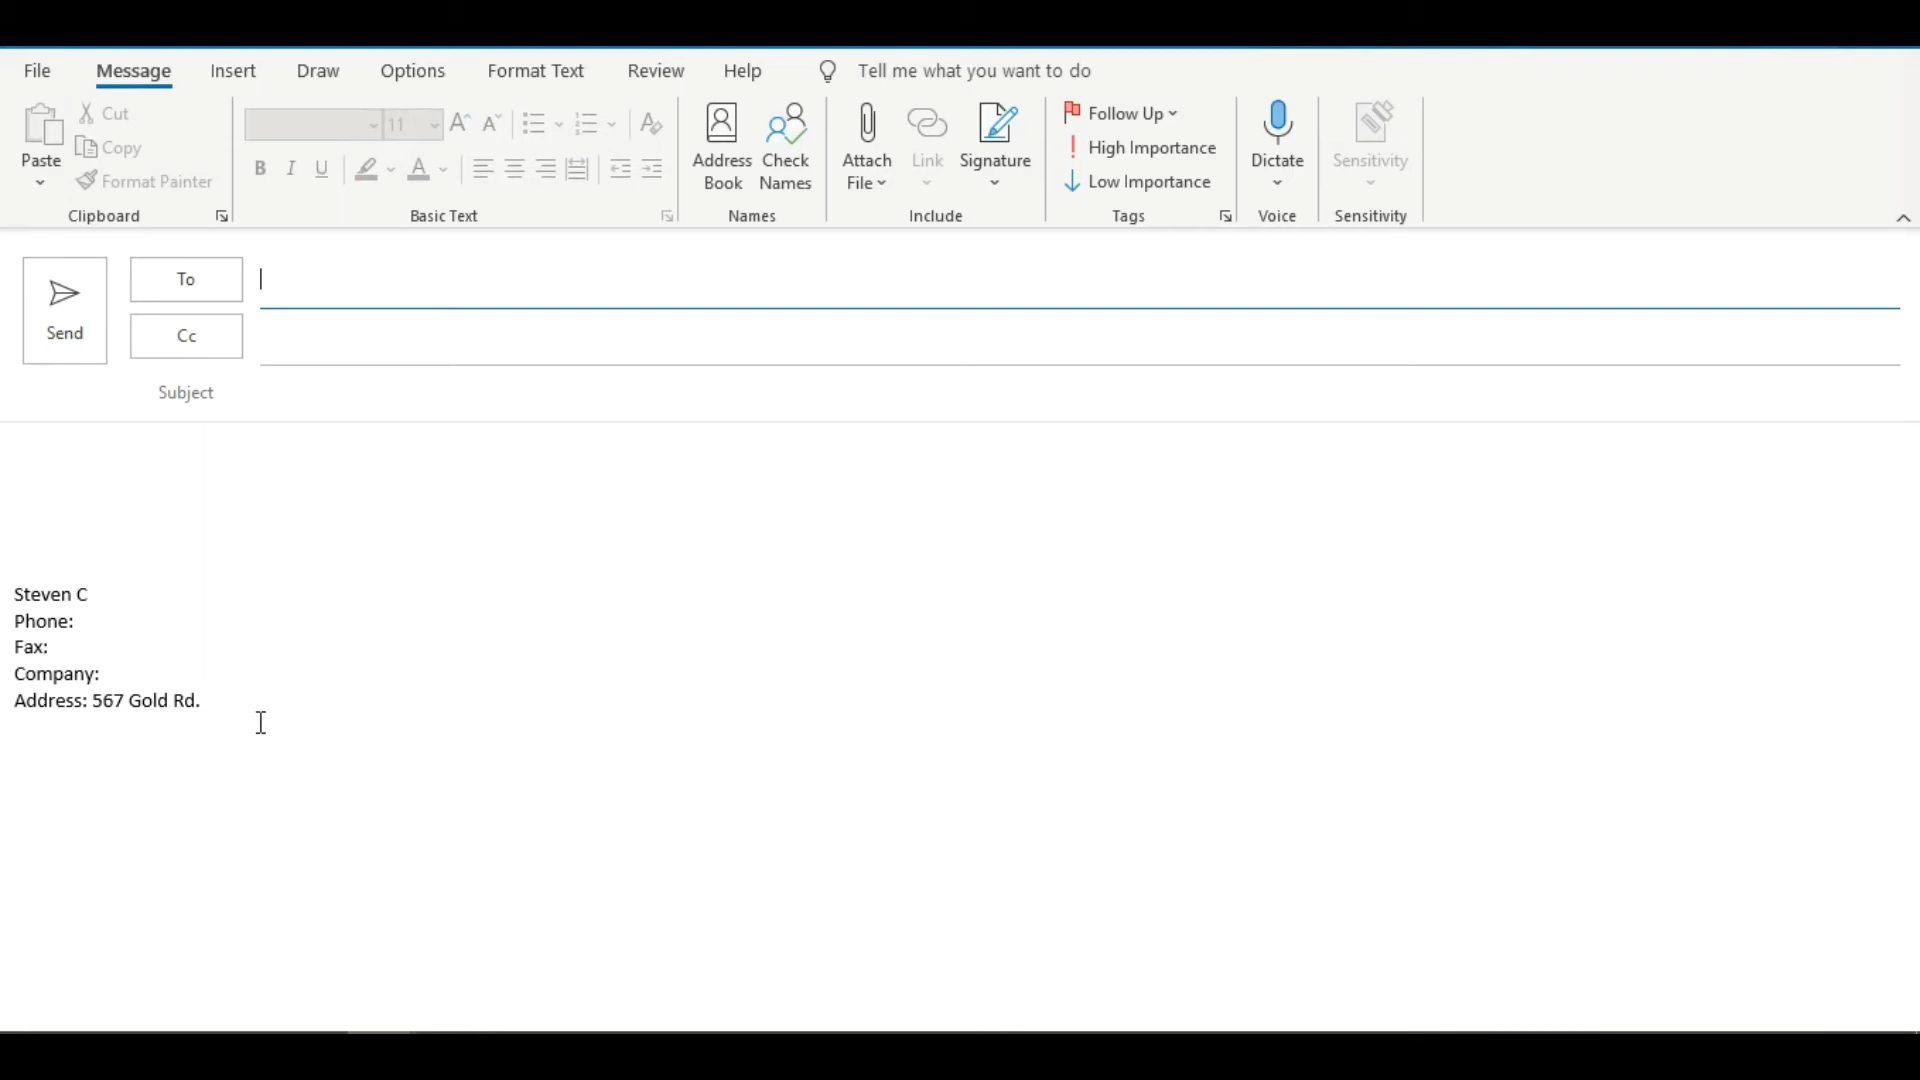 File Message Insert Draw Options Format Text Review Help Tell me what you want to do
Paste
Cut
Copy
Format Painter
Clipboard
11
B I U
Basic Text
Address Book
Check Names
Names
Attach File
Link
Signature
Include
Follow Up
High Importance
Low Importance
Tags
Dictate
Voice
Sensitivity
Sensitivity
Send
To
Cc
Subject
Steven C
Phone:
Fax:
Company:
Address: 567 Gold Rd.